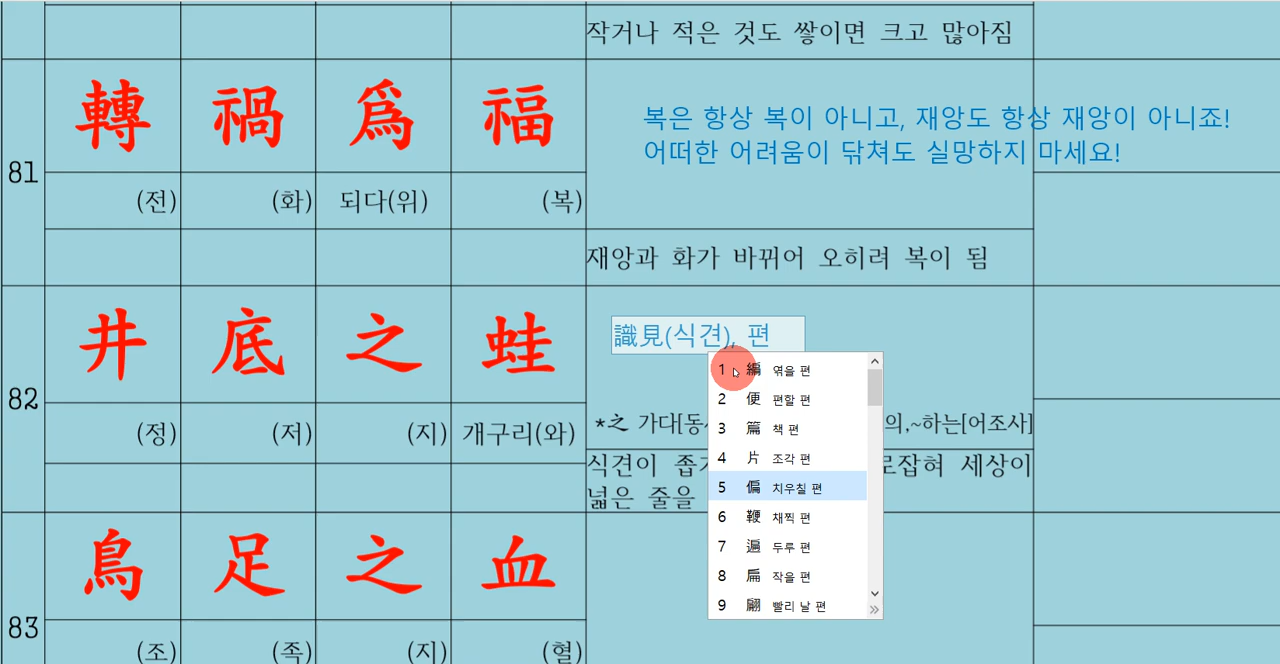 작거나 적은 것도 쌓이면 크고 많아짐
81
轉 禍 爲 福
(전) (화) 되다(위) (복)
복은 항상 복이 아니고, 재앙도 항상 재앙이 아니죠!
어떠한 어려움이 닦쳐도 실망하지 마세요!
재앙과 화가 바뀌어 오히려 복이 됨
82
井 底 之 蛙
(정) (저) (지) 개구리(와)
識見(식견), 편
1 編 엮을 편
2 便 편할 편
3 篇 책 편
4 片 조각 편
5 偏 치우칠 편
6 鞭 채찍 편
7 遍 두루 편
8 扁 작을 편
9 翩 빨리 날 편
*之 가다[동 의,~하는[어조사]
식견이 좁 로잡혀 세상이
넓은 줄을
83
鳥 足 之 血
(조) (족) (지) (혈)